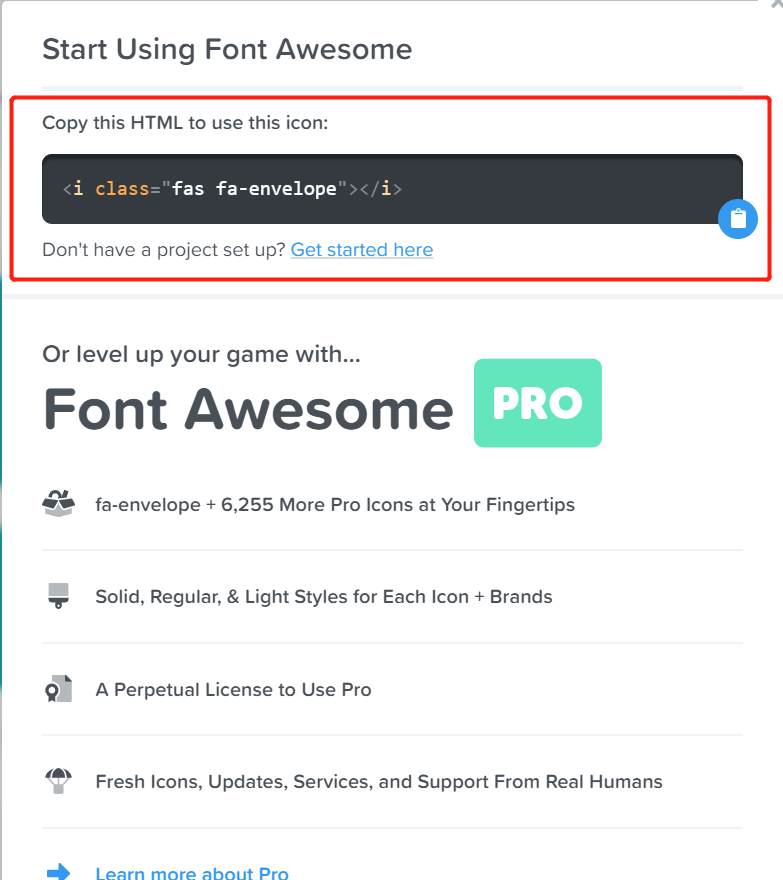 Start Using Font Awesome
Copy this HTML to use this icon:
<i class="fas fa-envelope"></i>
Don't have a project set up? Get started here
Or level up your game with...
Font Awesome PRO
fa-envelope + 6,255 More Pro Icons at Your Fingertips
Solid, Regular, & Light Styles for Each Icon + Brands
A Perpetual License to Use Pro
Fresh Icons, Updates, Services, and Support From Real Humans
Learn more about Pro